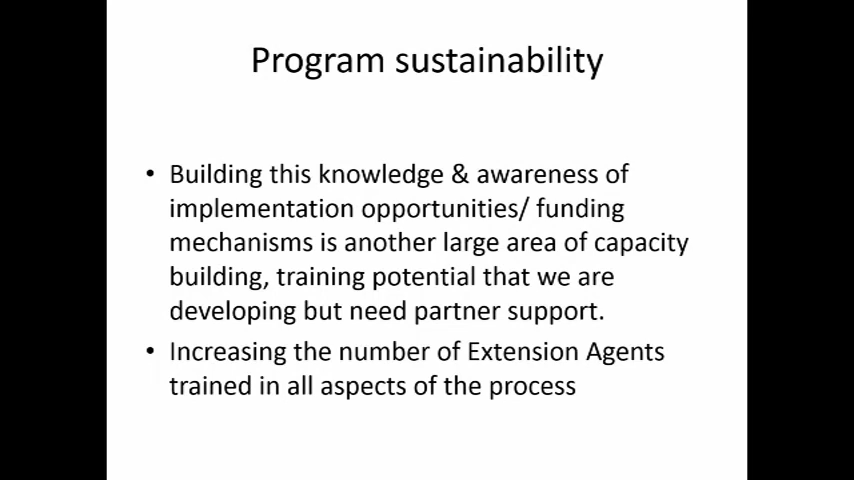 Program sustainability
• Building this knowledge & awareness of
implementation opportunities/ funding
mechanisms is another large area of capacity
building, training potential that we are
developing but need partner support.
• Increasing the number of Extension Agents
trained in all aspects of the process